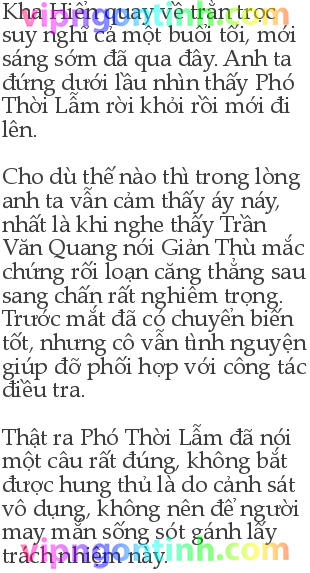 Kha Hiển quay về trằn trọc
suy nghĩ cả một buổi tối, mới
sáng sớm đã qua đây. Anh ta
đứng dưới lầu nhìn thấy Phó
Thời Lẫm rời khỏi rồi mới đi
lên.
Cho dù thế nào thì trong lòng
anh ta vẫn cảm thấy áy náy,
nhất là khi nghe thấy Trần
Văn Quang nói Giản Thù mắc
chứng rối loạn căng thẳng sau
sang chấn rất nghiêm trọng.
Trước mắt đã có chuyển biến
tốt, nhưng cô vẫn tình nguyện
giúp đỡ phối hợp với công tác
điều tra.
Thật ra Phó Thời Lẫm đã nói
một câu rất đúng, không bắt
được hung thủ là do cảnh sát
vô dụng, không nên để người
may mắn sống sót gánh lấy
trách nhiệm này.
vipngontinh.com
vipngontinh.com